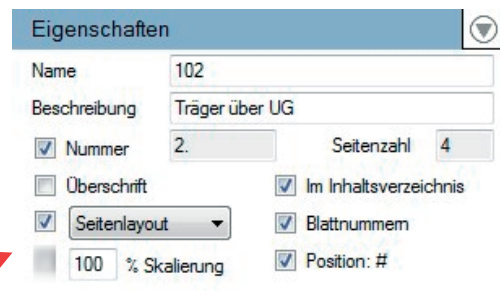 Eigenschaften
Name 102
Beschreibung Träger über UG
Nummer 2. Seitenzahl 4
Überschrift Im Inhaltsverzeichnis
Seitenlayout Blattnummern
100 % Skalierung Position: #